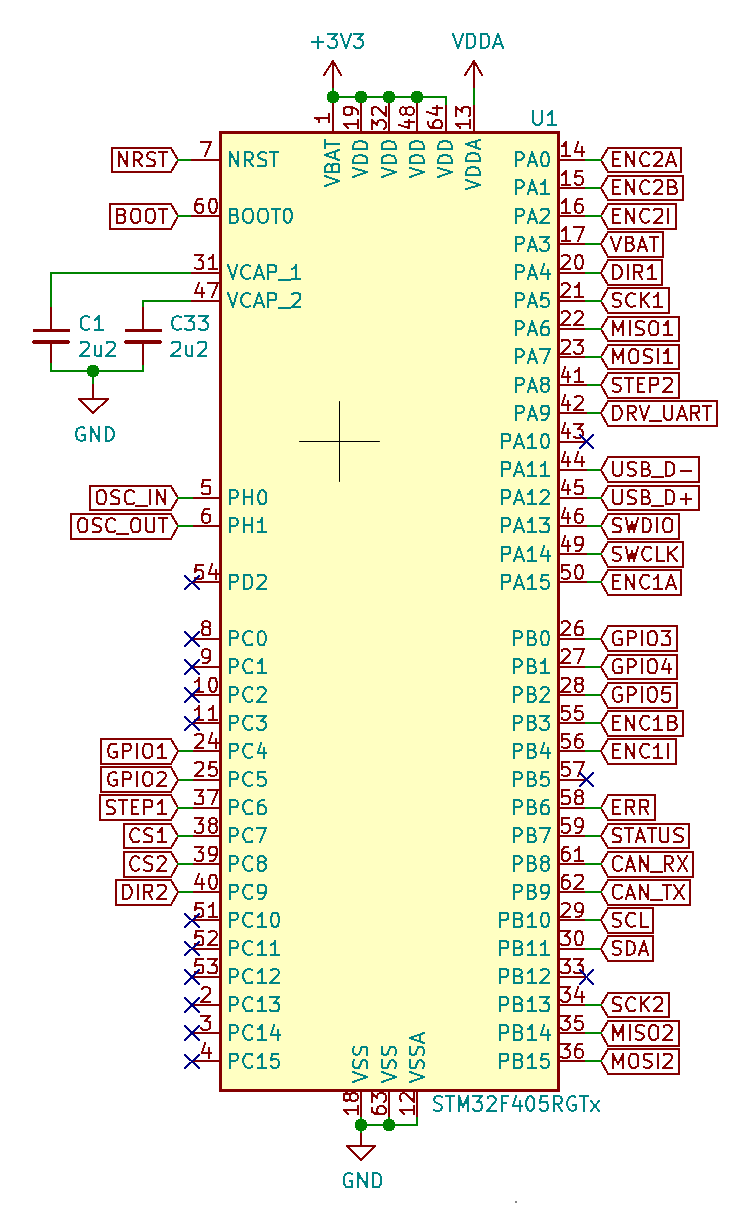 +3V3 VDDA
1 19 32 48 64 13 U1
VBAT VDD VDD VDD VDD VDDA
NRST 7 NRST PA0 14 ENC2A
PA1 15 ENC2B
BOOT 60 BOOT0 PA2 16 ENC2I
PA3 17 VBAT
31 VCAP_1 PA4 20 DIR1
47 VCAP_2 PA5 21 SCK1
C1 C33 PA6 22 MISO1
2u2 2u2 PA7 23 MOSI1
PA8 41 STEP2
PA9 42 DRV_UART
GND PA10 43
PA11 44 USB_D-
OSC_IN 5 PH0 PA12 45 USB_D+
OSC_OUT 6 PH1 PA13 46 SWDIO
PA14 49 SWCLK
54 PD2 PA15 50 ENC1A
8 PC0 PB0 26 GPIO3
9 PC1 PB1 27 GPIO4
10 PC2 PB2 28 GPIO5
11 PC3 PB3 55 ENC1B
GPIO1 24 PC4 PB4 56 ENC1I
GPIO2 25 PC5 PB5 57
STEP1 37 PC6 PB6 58 ERR
CS1 38 PC7 PB7 59 STATUS
CS2 39 PC8 PB8 61 CAN_RX
DIR2 40 PC9 PB9 62 CAN_TX
51 PC10 PB10 29 SCL
52 PC11 PB11 30 SDA
53 PC12 PB12 33
2 PC13 PB13 34 SCK2
3 PC14 PB14 35 MISO2
4 PC15 PB15 36 MOSI2
VSS VSS VSSA
18 63 12 STM32F405RGTx
GND